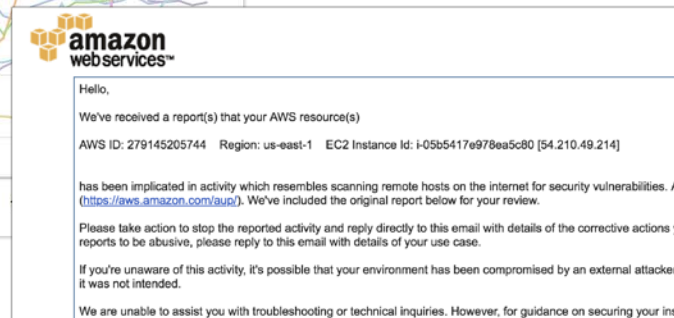 amazon
webservices™
Hello,
We've received a report(s) that your AWS resource(s)
AWS ID: 279145205744 Region: us-east-1 EC2 Instance Id: i-05b5417e978ea5c80 [54.210.49.214]
has been implicated in activity which resembles scanning remote hosts on the internet for security vulnerabilities. A
(https://aws.amazon.com/aup/). We've included the original report below for your review.
Please take action to stop the reported activity and reply directly to this email with details of the corrective actions
reports to be abusive, please reply to this email with details of your use case.
If you're unaware of this activity, it's possible that your environment has been compromised by an external attacker
it was not intended.
We are unable to assist you with troubleshooting or technical inquiries. However, for guidance on securing your ins